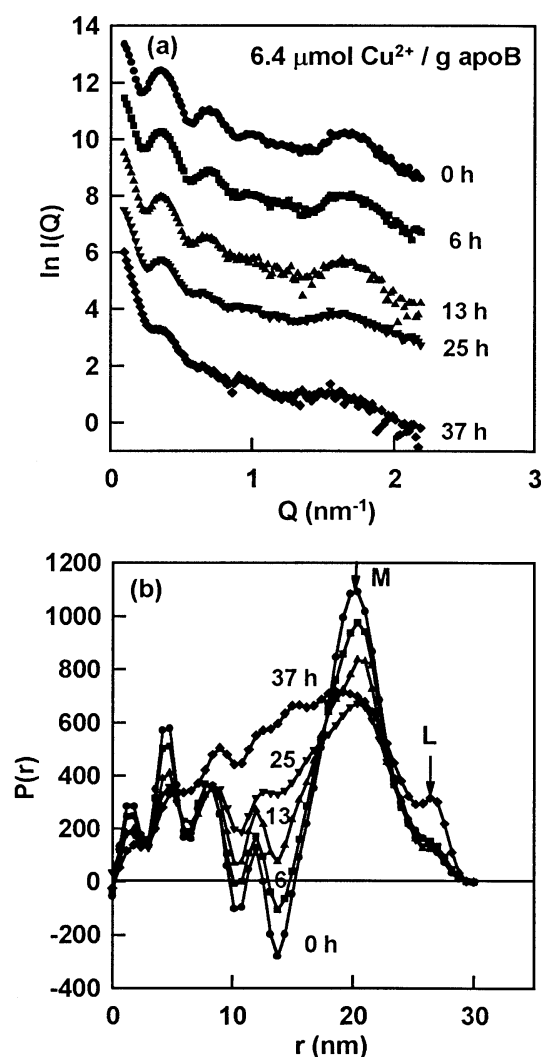 14
(a)
6.4 μmol Cu²⁺ / g apoB
12
10
8
6
4
2
0
ln I(Q)
0 h
6 h
13 h
25 h
37 h
0
1
2
3
Q (nm⁻¹)
1200
(b)
M
1000
800
37 h
600
L
25
400
13
200
6
0
0 h
-200
-400
P(r)
0
10
20
30
r (nm)